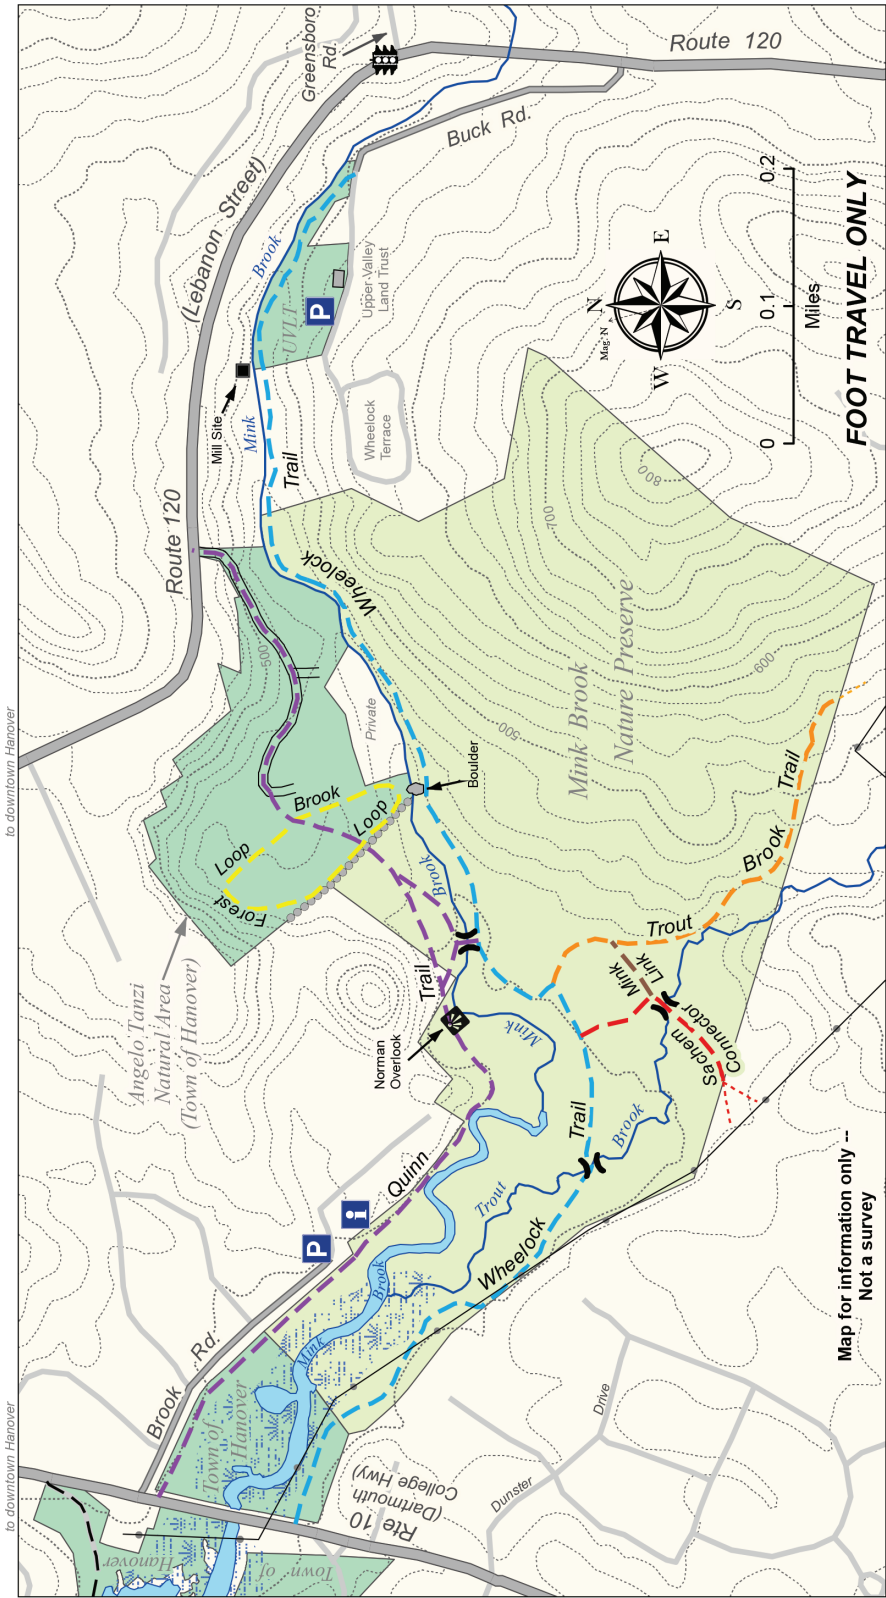 to downtown Hanover
to downtown Hanover
Greensboro
Rd.
Route 120
Buck Rd.
(Lebanon Street)
Route 120
Brook
Mink
UVLT
P
Upper Valley
Land Trust
Mill Site
Wheelock
Terrace
Trail
Wheelock
N
E
S
W
Mag. N
0
0.1
0.2
Miles
FOOT TRAVEL ONLY
500
500
600
700
800
Private
Boulder
Mink Brook
Nature Preserve
Brook
Loop
Loop
Forest
Angelo Tanzi
Natural Area
(Town of Hanover)
Brook
Trail
Norman
Overlook
Mink
Trout
Brook
Trail
Mink
Link
Sachem
Connector
Trail
Brook
Trout
Wheelock
Quinn
P
i
Brook
Mink
Brook Rd.
Town of
Hanover
Rte 10
(Dartmouth
College Hwy)
Town of
Hanover
Dunster
Drive
Map for information only --
Not a survey